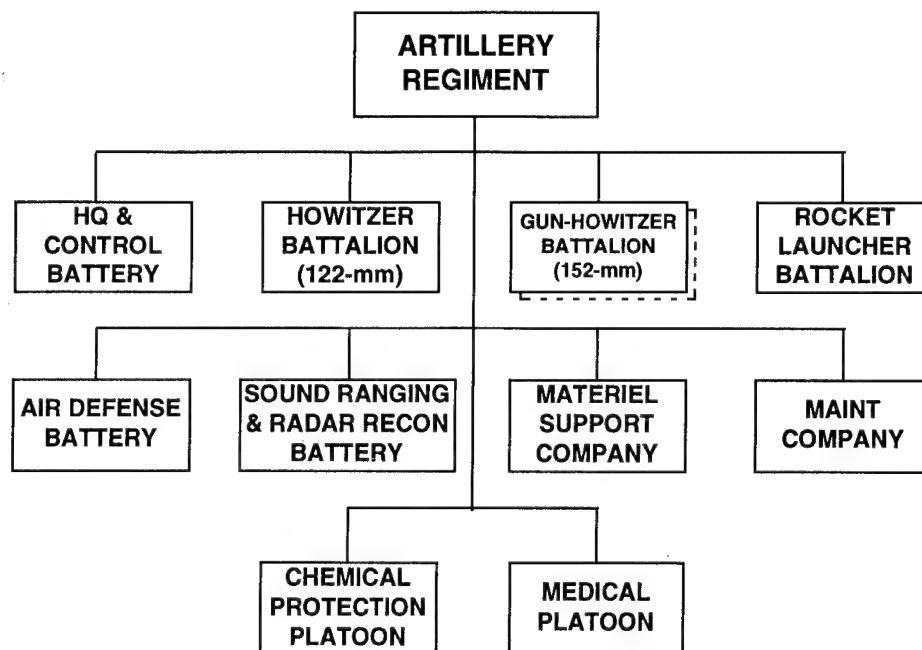 ARTILLERY
REGIMENT
HQ &
CONTROL
BATTERY
HOWITZER
BATTALION
(122-mm)
GUN-HOWITZER
BATTALION
(152-mm)
ROCKET
LAUNCHER
BATTALION
AIR DEFENSE
BATTERY
SOUND RANGING
& RADAR RECON
BATTERY
MATERIEL
SUPPORT
COMPANY
MAINT
COMPANY
CHEMICAL
PROTECTION
PLATOON
MEDICAL
PLATOON